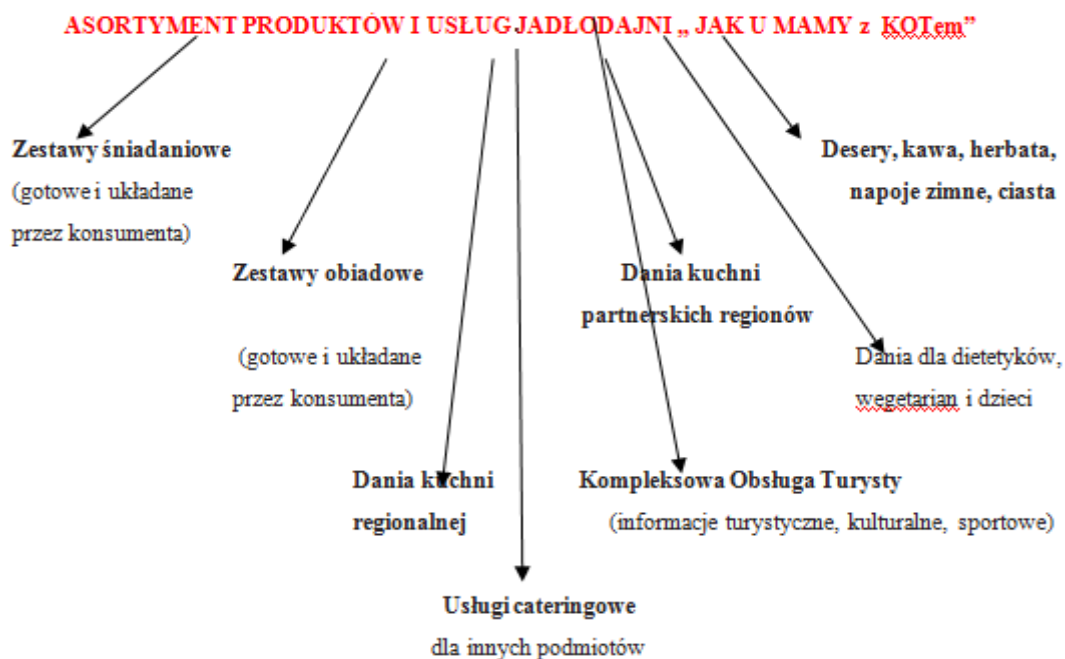 ASORTYMENT PRODUKTÓW I USŁUG JADŁODAJNI „ JAK U MAMY z KOTem”
Zestawy śniadaniowe
(gotowe i układane
przez konsumenta)
Desery, kawa, herbata,
napoje zimne, ciasta
Zestawy obiadowe
(gotowe i układane
przez konsumenta)
Dania kuchni
partnerskich regionów
Dania dla dietetyków,
wegetarian i dzieci
Dania kuchni
regionalnej
Kompleksowa Obsługa Turysty
(informacje turystyczne, kulturalne, sportowe)
Usługi cateringowe
dla innych podmiotów